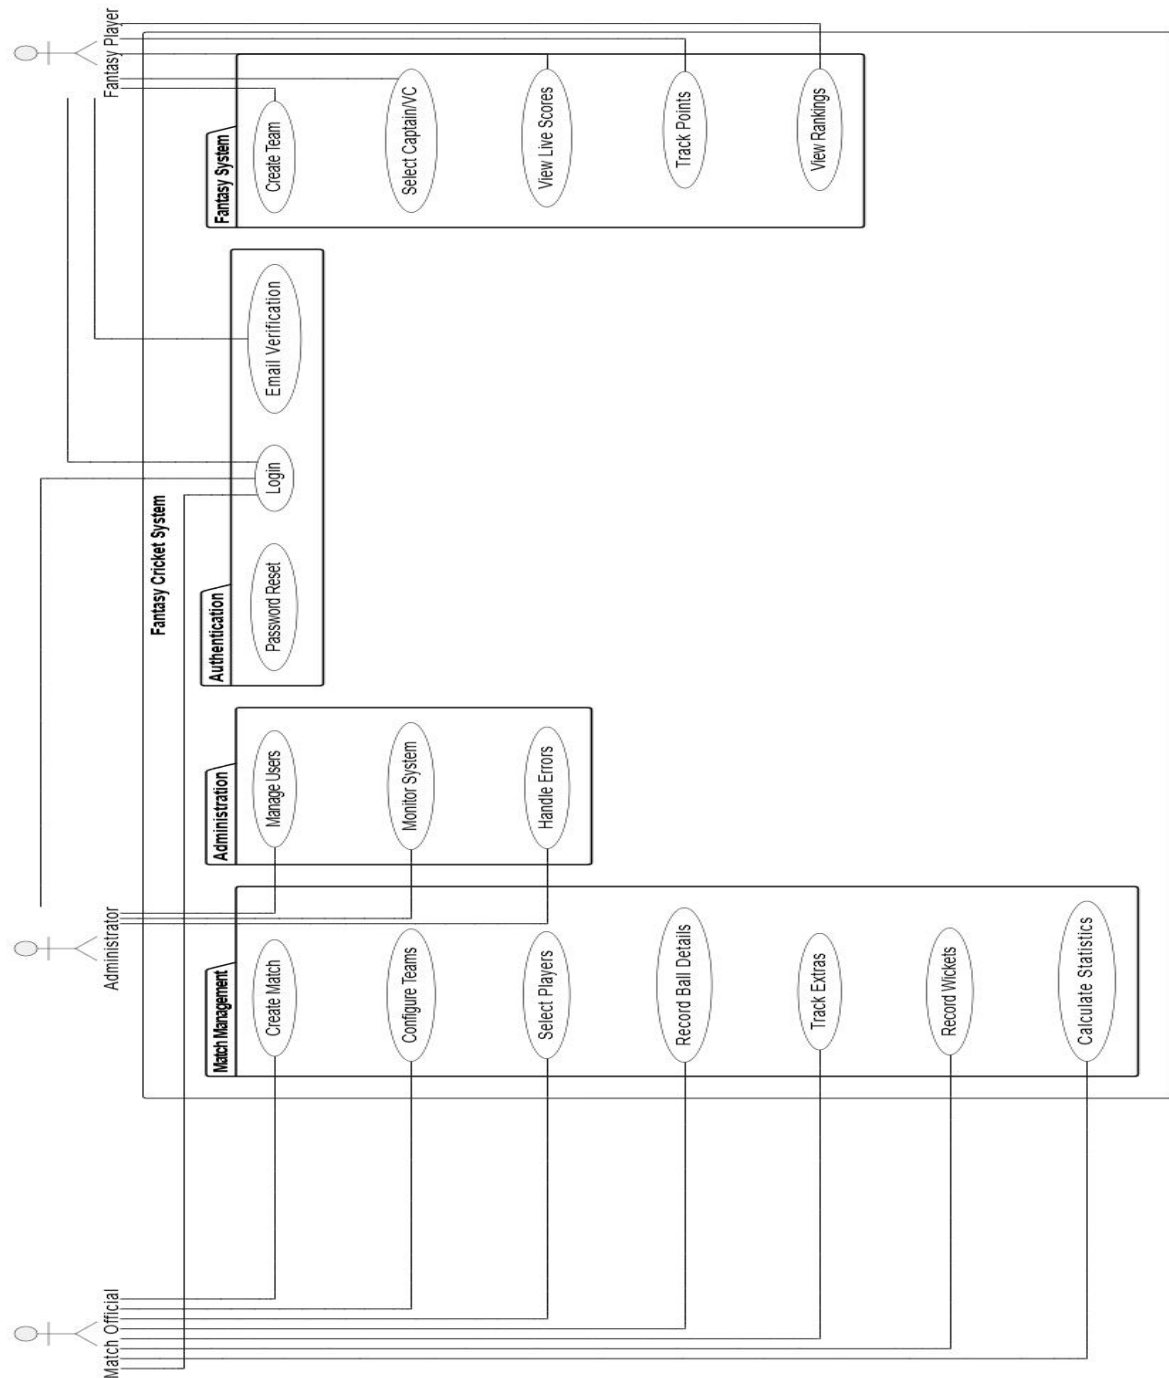 Fantasy Cricket System
Match Official
Administrator
Fantasy Player
Match Management
Create Match
Configure Teams
Select Players
Record Ball Details
Track Extras
Record Wickets
Calculate Statistics
Administration
Manage Users
Monitor System
Handle Errors
Authentication
Password Reset
Login
Email Verification
Fantasy System
Create Team
Select Captain/VC
View Live Scores
Track Points
View Rankings